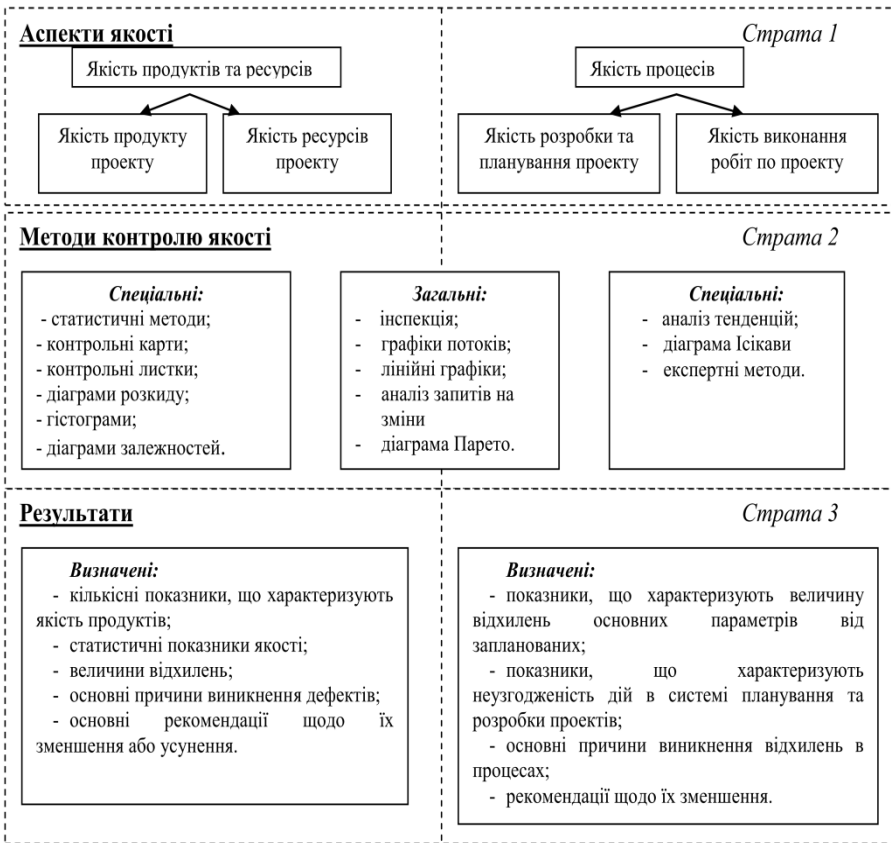 Аспекти якості
Страта 1
Якість продуктів та ресурсів
Якість процесів
Якість продукту
проекту
Якість ресурсів
проекту
Якість розробки та
планування проекту
Якість виконання
робіт по проекту
Методи контролю якості
Страта 2
Спеціальні:
- статистичні методи;
- контрольні карти;
- контрольні листки;
- діаграми розкиду;
- гістограми;
- діаграми залежностей.
Загальні:
- інспекція;
- графіки потоків;
- лінійні графіки;
- аналіз запитів на
зміни
- діаграма Парето.
Спеціальні:
- аналіз тенденцій;
- діаграма Ісікави
- експертні методи.
Результати
Страта 3
Визначені:
- кількісні показники, що характеризують
якість продуктів;
- статистичні показники якості;
- величини відхилень;
- основні причини виникнення дефектів;
- основні рекомендації щодо їх
зменшення або усунення.
Визначені:
- показники, що характеризують величину
відхилень основних параметрів від
запланованих;
- показники, що характеризують
неузгодженість дій в системі планування та
розробки проектів;
- основні причини виникнення відхилень в
процесах;
- рекомендації щодо їх зменшення.